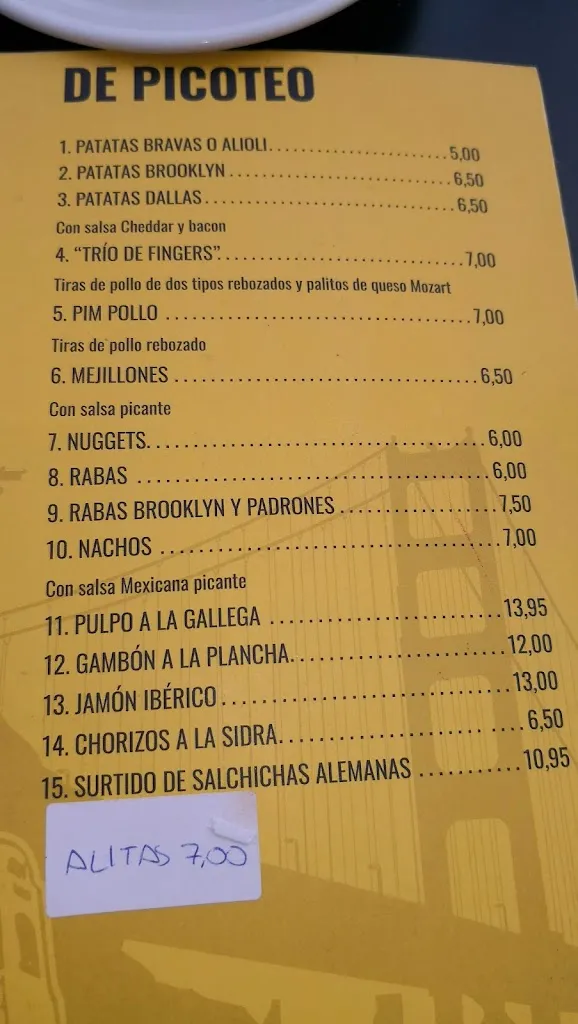 DE PICOTEO
1. PATATAS BRAVAS O ALIOLI..........................5,00
2. PATATAS BROOKLYN................................6,50
3. PATATAS DALLAS...................................6,50
Con salsa Cheddar y bacon
4. “TRÍO DE FINGERS”................................7,00
Tiras de pollo de dos tipos rebozados y palitos de queso Mozart
5. PIM POLLO ........................................7,00
Tiras de pollo rebozado
6. MEJILLONES .......................................6,50
Con salsa picante
7. NUGGETS...........................................6,00
8. RABAS .............................................6,00
9. RABAS BROOKLYN Y PADRONES ....................7,50
10. NACHOS ..........................................7,00
Con salsa Mexicana picante
11. PULPO A LA GALLEGA .............................13,95
12. GAMBÓN A LA PLANCHA...........................12,00
13. JAMÓN IBÉRICO...................................13,00
14. CHORIZOS A LA SIDRA.............................6,50
15. SURTIDO DE SALCHICHAS ALEMANAS ..........10,95
ALITAS 7,00